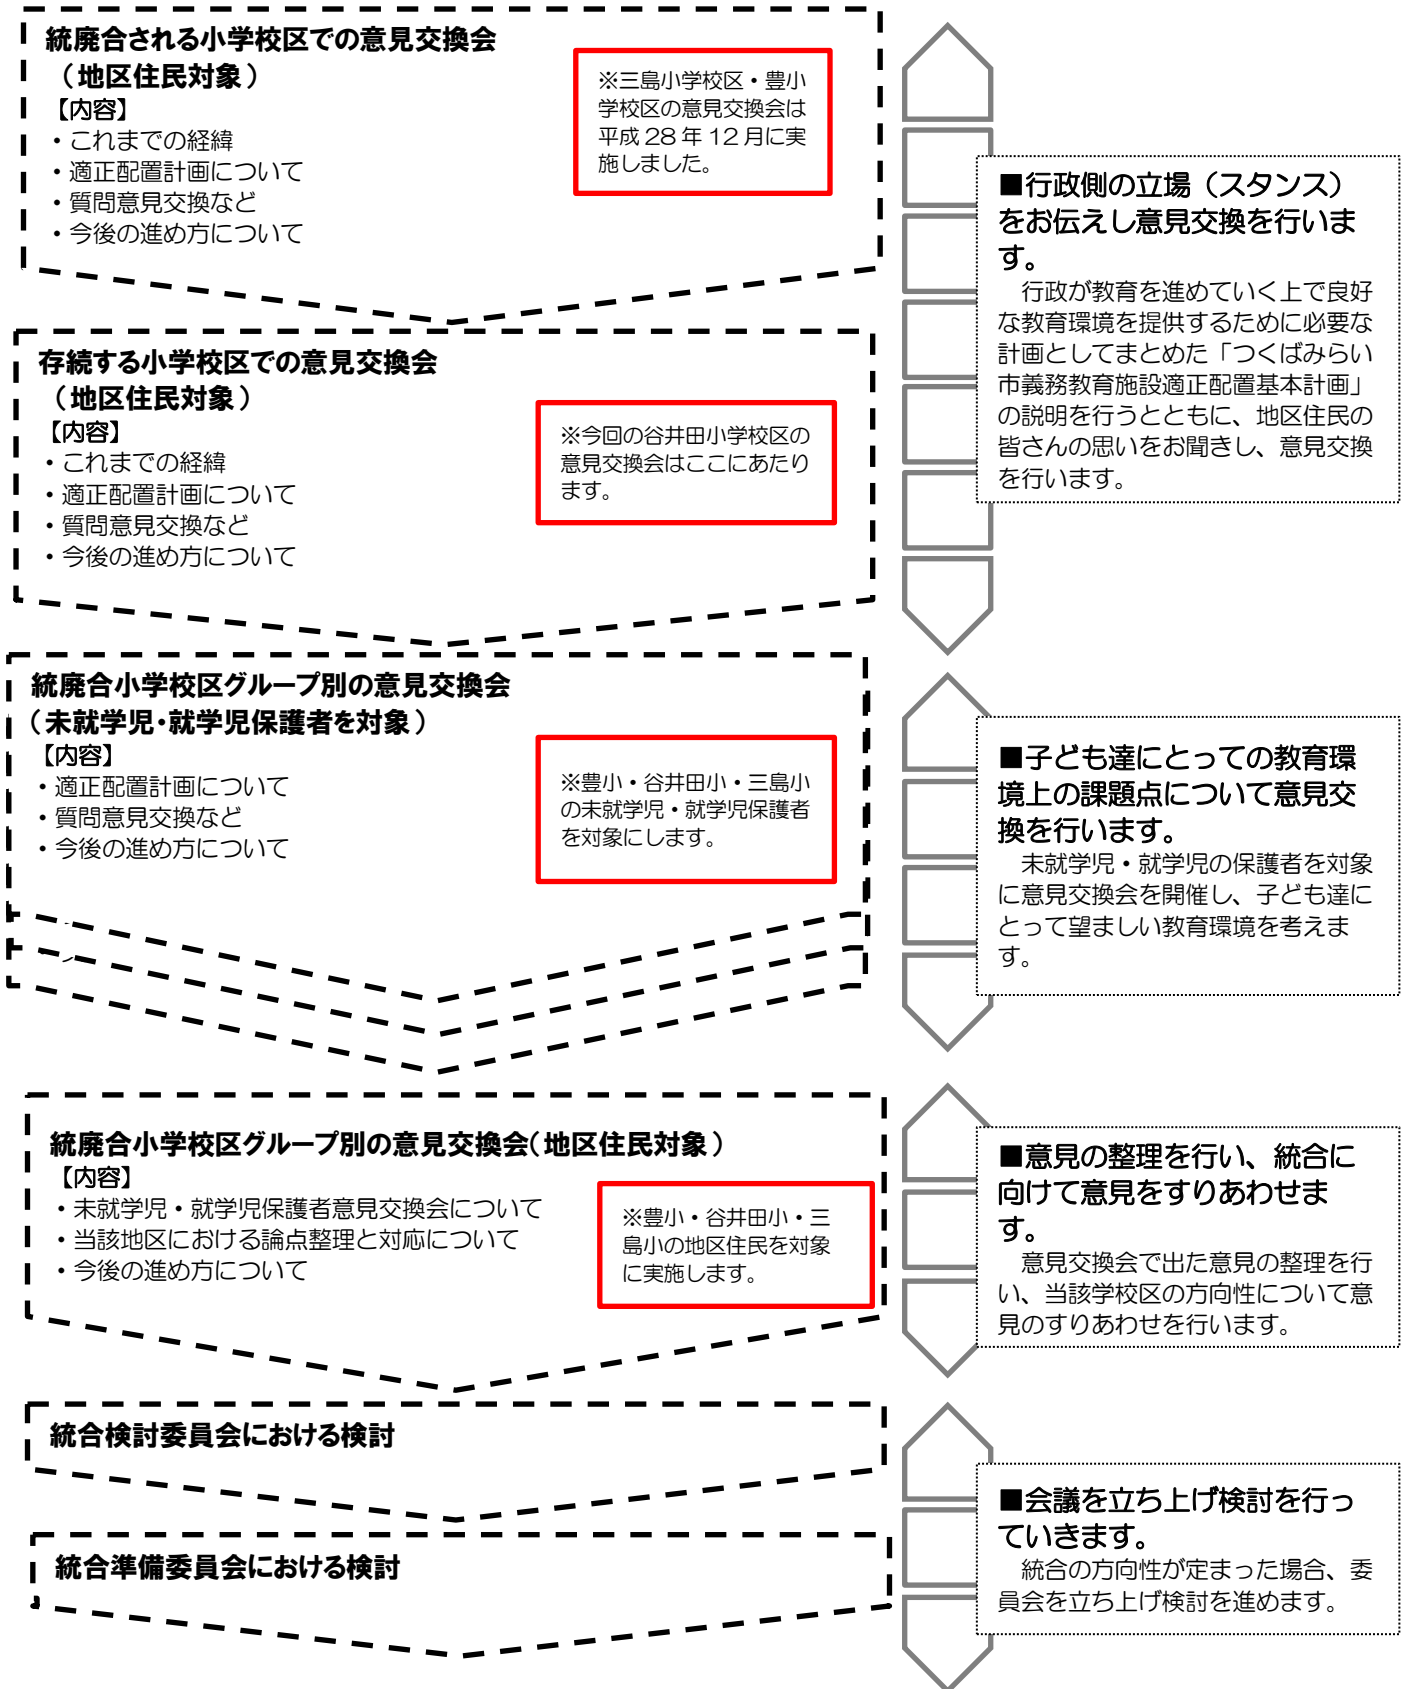 統廃合される小学校区での意見交換会
（地区住民対象）
【内容】
・これまでの経緯
・適正配置計画について
・質問意見交換など
・今後の進め方について
※三島小学校区・豊小
学校区の意見交換会は
平成 28 年 12 月に実
施しました。
■行政側の立場（スタンス）
をお伝えし意見交換を行いま
す。
行政が教育を進めていく上で良好
な教育環境を提供するために必要な
計画としてまとめた「つくばみらい
市義務教育施設適正配置基本計画」
の説明を行うとともに、地区住民の
皆さんの思いをお聞きし、意見交換
を行います。
存続する小学校区での意見交換会
（地区住民対象）
【内容】
・これまでの経緯
・適正配置計画について
・質問意見交換など
・今後の進め方について
※今回の谷井田小学校区の
意見交換会はここにあたり
ます。
統廃合小学校区グループ別の意見交換会
（未就学児・就学児保護者を対象）
【内容】
・適正配置計画について
・質問意見交換など
・今後の進め方について
※豊小・谷井田小・三島小
の未就学児・就学児保護者
を対象にします。
■子ども達にとっての教育環
境上の課題点について意見交
換を行います。
未就学児・就学児の保護者を対象
に意見交換会を開催し、子ども達に
とって望ましい教育環境を考えま
す。
統廃合小学校区グループ別の意見交換会（地区住民対象）
【内容】
・未就学児・就学児保護者意見交換会について
・当該地区における論点整理と対応について
・今後の進め方について
※豊小・谷井田小・三
島小の地区住民を対象
に実施します。
■意見の整理を行い、統合に
向けて意見をすりあわせま
す。
意見交換会で出た意見の整理を行
い、当該学校区の方向性について意
見のすりあわせを行います。
統合検討委員会における検討
統合準備委員会における検討
■会議を立ち上げ検討を行っ
ていきます。
統合の方向性が定まった場合、委
員会を立ち上げ検討を進めます。